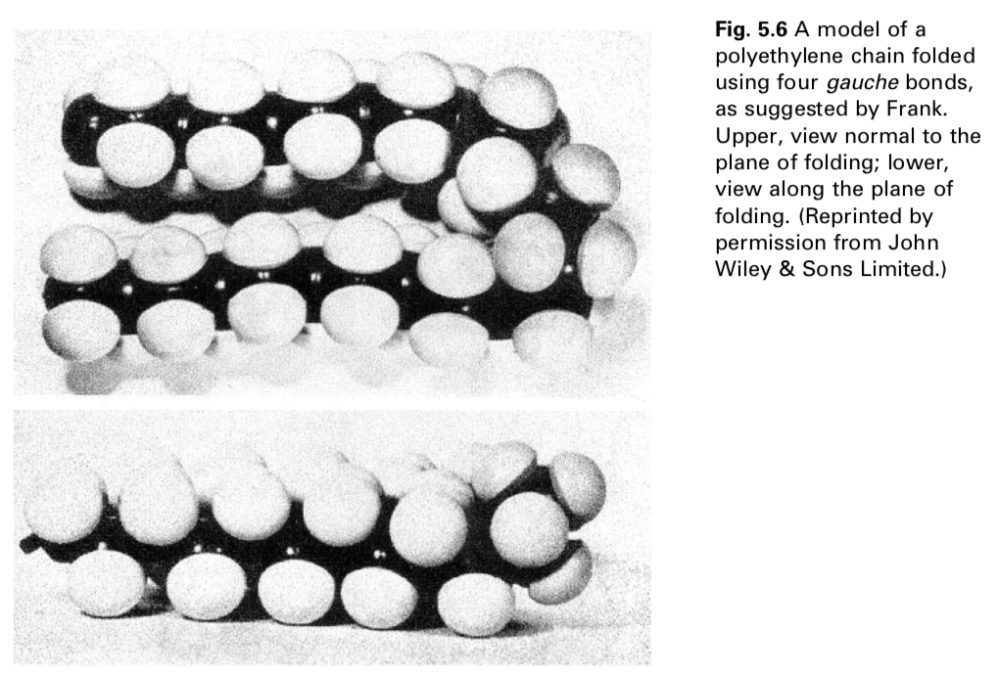 Fig. 5.6 A model of a
polyethylene chain folded
using four gauche bonds,
as suggested by Frank.
Upper, view normal to the
plane of folding; lower,
view along the plane of
folding. (Reprinted by
permission from John
Wiley & Sons Limited.)